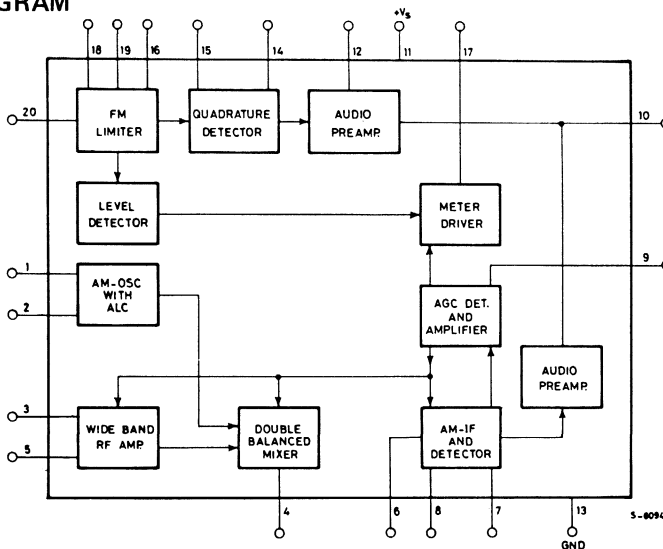 GRAM
+Vs
18 19 16 15 14 12 11 17
20
FM
LIMITER
QUADRATURE
DETECTOR
AUDIO
PREAMP.
10
LEVEL
DETECTOR
METER
DRIVER
9
1
2
AM-OSC
WITH
ALC
AGC DET.
AND
AMPLIFIER
AUDIO
PREAMP.
3
5
WIDE BAND
RF AMP.
DOUBLE
BALANCED
MIXER
AM-IF
AND
DETECTOR
4 6 8 7 13
S-6094
GND